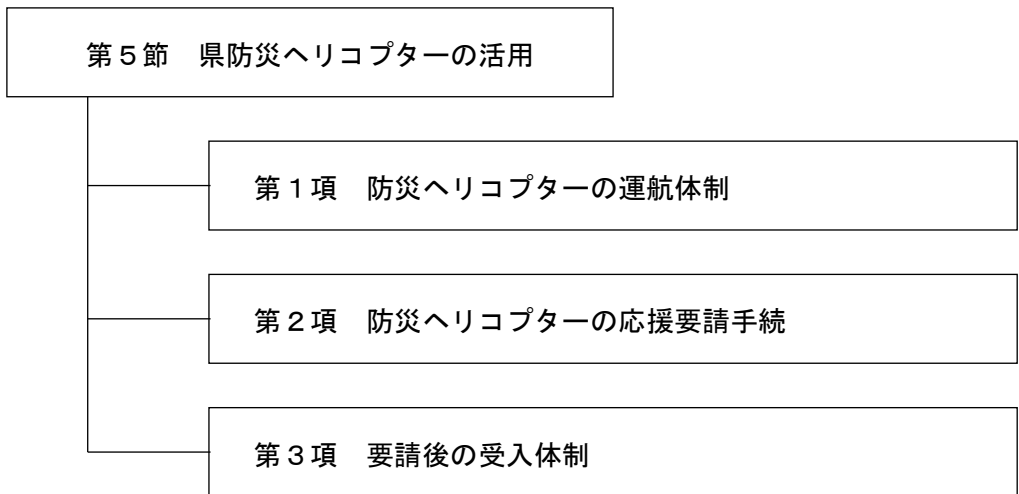 第５節　県防災ヘリコプターの活用
第１項　防災ヘリコプターの運航体制
第２項　防災ヘリコプターの応援要請手続
第３項　要請後の受入体制